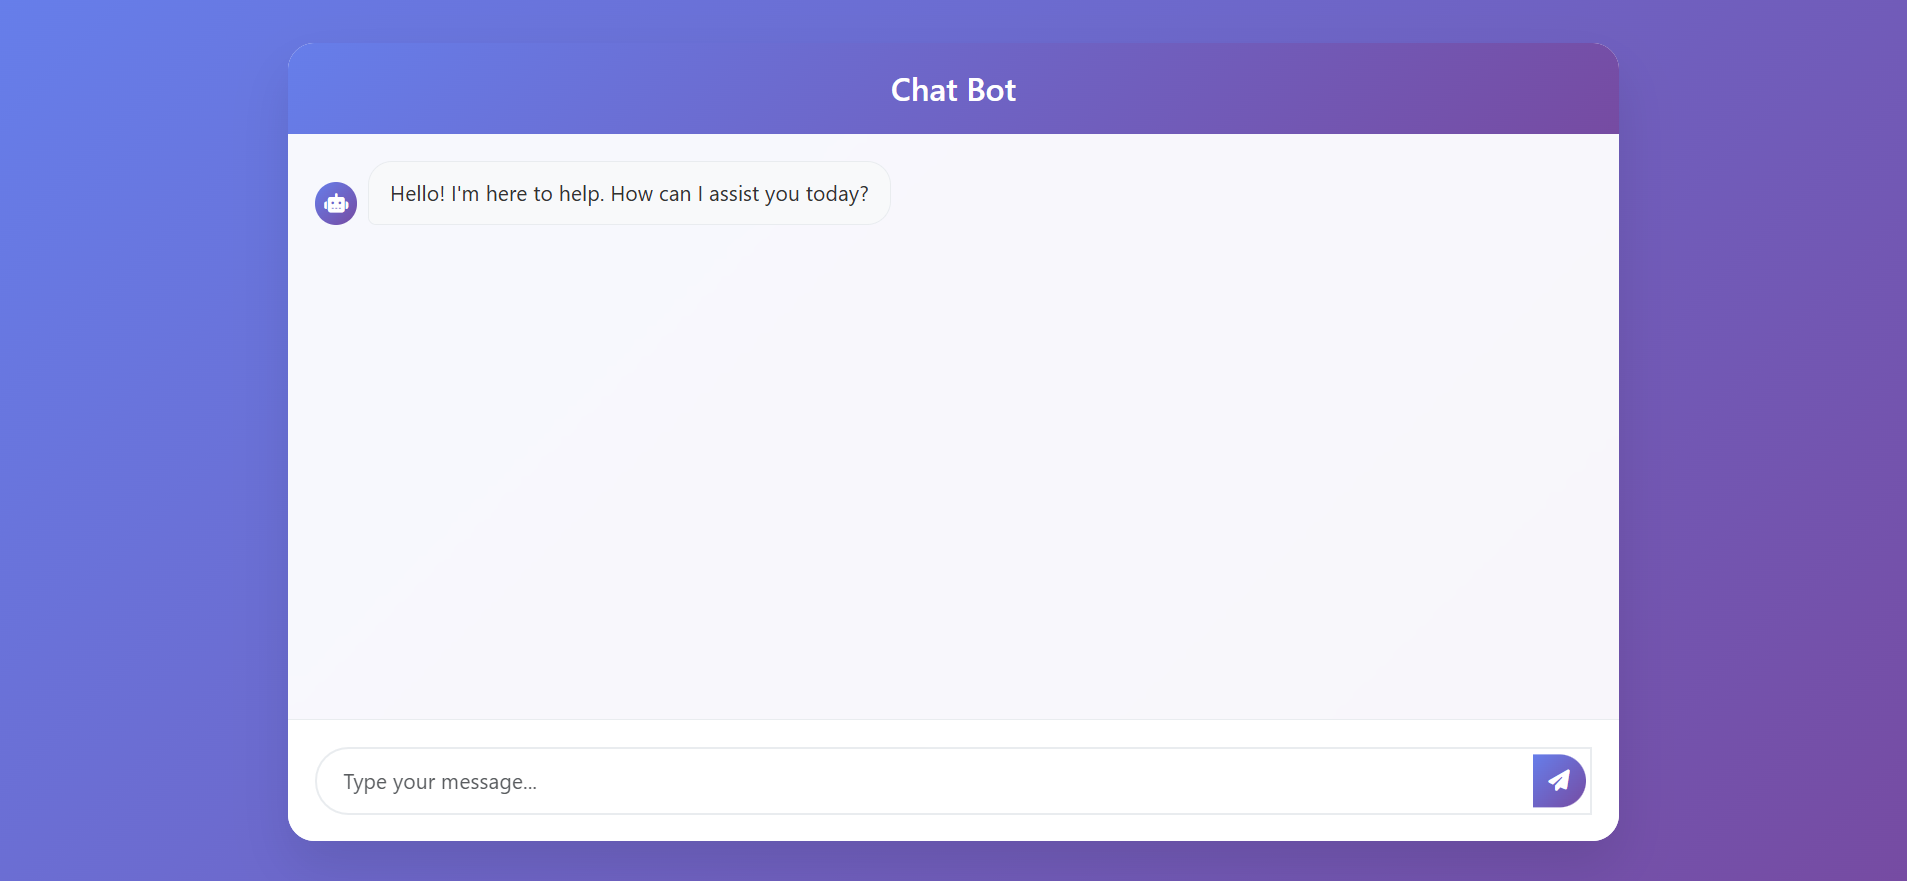 Chat Bot
Hello! I'm here to help. How can I assist you today?
Type your message...